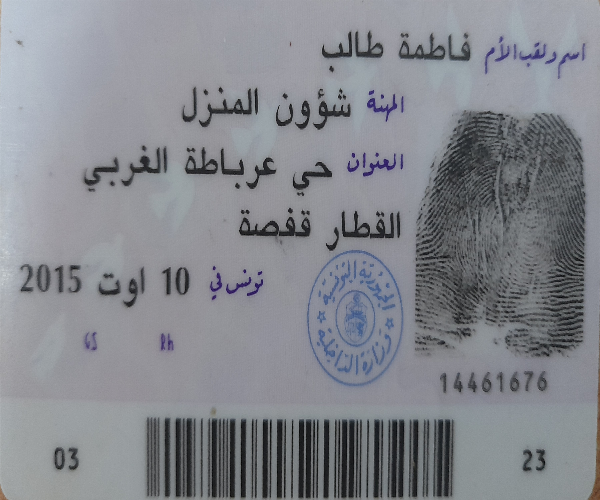 اسم ولقب الأم فاطمة طالب
المهنة شؤون المنزل
العنوان حي عرباطة الغربي
القطار قفصة
تونس في 10 اوت 2015
GS Rh
الجمهورية التونسية
وزارة الداخلية
14461676
03 23